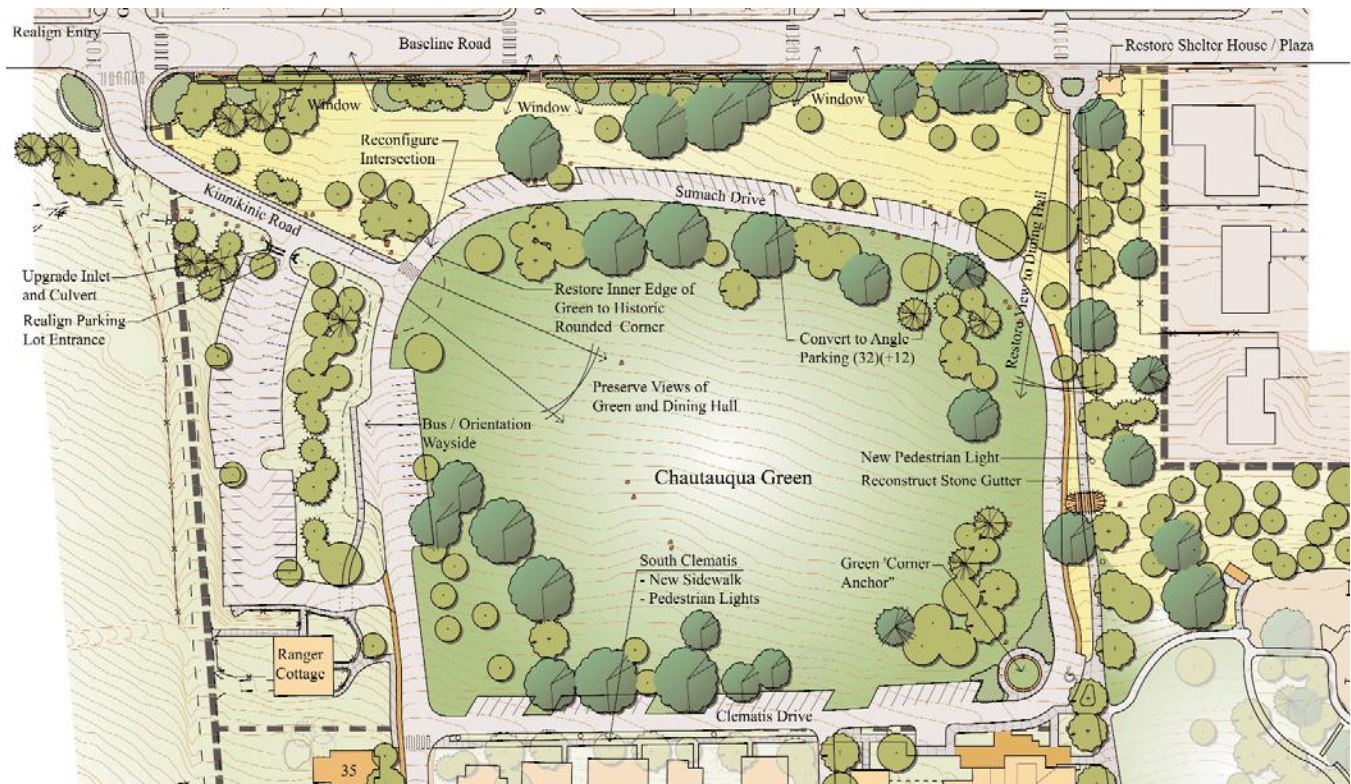 Realign Entry
Baseline Road
Restore Shelter House / Plaza
Window
Window
Window
Reconfigure
Intersection
Kinnikinic Road
Sumach Drive
Restore View to Dining Hall
Upgrade Inlet
and Culvert
Realign Parking
Lot Entrance
Restore Inner Edge of
Green to Historic
Rounded Corner
Convert to Angle
Parking (32)(+12)
Preserve Views of
Green and Dining Hall
Bus / Orientation
Wayside
Chautauqua Green
New Pedestrian Light
Reconstruct Stone Gutter
South Clematis
- New Sidewalk
- Pedestrian Lights
Green 'Corner
Anchor"
Ranger
Cottage
Clematis Drive
35